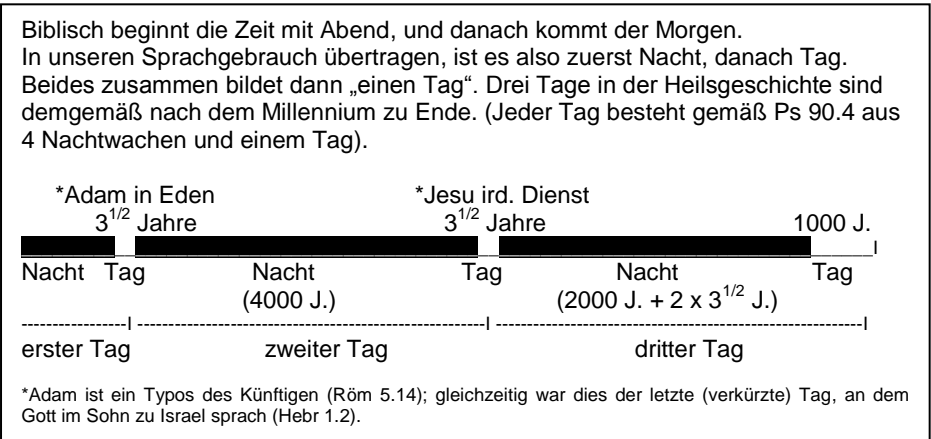 Biblisch beginnt die Zeit mit Abend, und danach kommt der Morgen.
In unseren Sprachgebrauch übertragen, ist es also zuerst Nacht, danach Tag.
Beides zusammen bildet dann „einen Tag“. Drei Tage in der Heilsgeschichte sind
demgemäß nach dem Millennium zu Ende. (Jeder Tag besteht gemäß Ps 90.4 aus
4 Nachtwachen und einem Tag).
*Adam in Eden *Jesu ird. Dienst
3^1/2 Jahre 3^1/2 Jahre 1000 J.
Nacht Tag Nacht Tag Nacht Tag
(4000 J.) (2000 J. + 2 x 3^1/2 J.)
-----------------I ---------------------------------------------------------I -------------------------------------------------------------I
erster Tag zweiter Tag dritter Tag
*Adam ist ein Typos des Künftigen (Röm 5.14); gleichzeitig war dies der letzte (verkürzte) Tag, an dem
Gott im Sohn zu Israel sprach (Hebr 1.2).